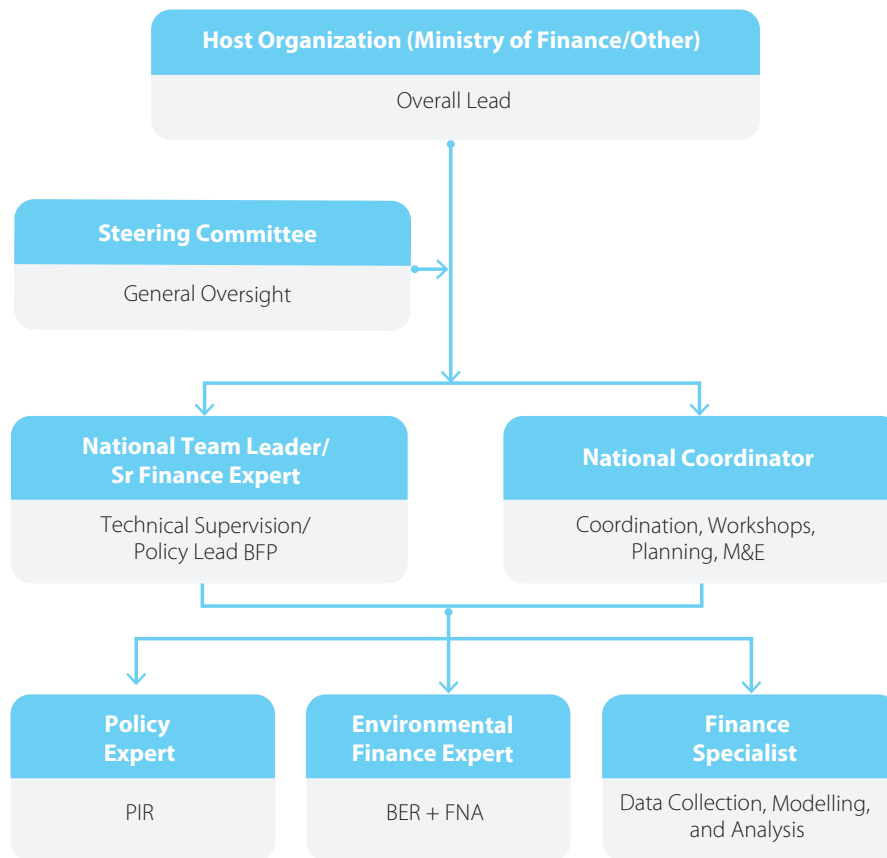 Host Organization (Ministry of Finance/Other)
Overall Lead
Steering Committee
General Oversight
National Team Leader/
Sr Finance Expert
Technical Supervision/
Policy Lead BFP
National Coordinator
Coordination, Workshops,
Planning, M&E
Policy
Expert
PIR
Environmental
Finance Expert
BER + FNA
Finance
Specialist
Data Collection, Modelling,
and Analysis